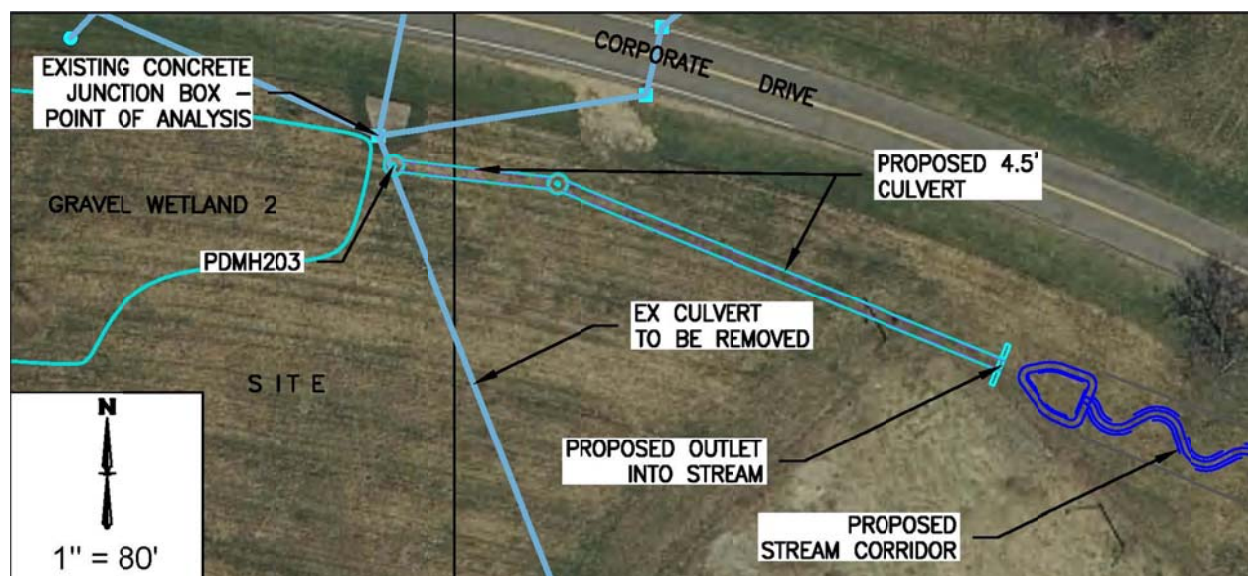 CORPORATE DRIVE
EXISTING CONCRETE
JUNCTION BOX –
POINT OF ANALYSIS
PROPOSED 4.5'
CULVERT
GRAVEL WETLAND 2
PDMH203
EX CULVERT
TO BE REMOVED
SITE
N
1" = 80'
PROPOSED OUTLET
INTO STREAM
PROPOSED
STREAM CORRIDOR